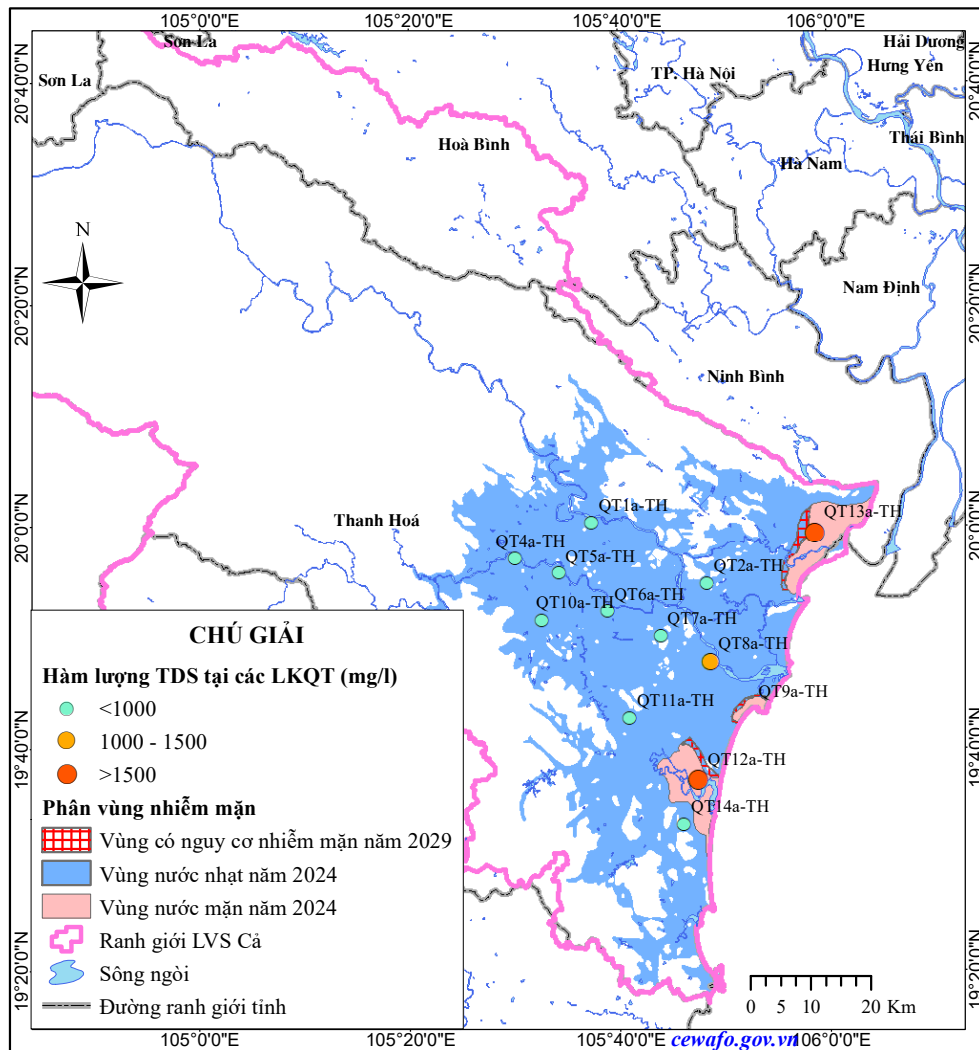 105°0'0"E
105°20'0"E
105°40'0"E
106°0'0"E
Sơn La
Sơn La
Hải Dương
Hưng Yên
TP. Hà Nội
20°40'0"N
20°40'0"N
Thái Bình
Hoà Bình
Hà Nam
N
Nam Định
20°20'0"N
20°20'0"N
Ninh Bình
QT1a-TH
QT13a-TH
Thanh Hoá
20°0'0"N
20°0'0"N
QT4a-TH
QT5a-TH
QT2a-TH
QT10a-TH
QT6a-TH
QT7a-TH
QT8a-TH
QT9a-TH
QT11a-TH
19°40'0"N
19°40'0"N
QT12a-TH
QT14a-TH
CHÚ GIẢI
Hàm lượng TDS tại các LKQT (mg/l)
<1000
1000 - 1500
>1500
Phân vùng nhiễm mặn
Vùng có nguy cơ nhiễm mặn năm 2029
Vùng nước nhạt năm 2024
Vùng nước mặn năm 2024
Ranh giới LVS Cả
Sông ngòi
Đường ranh giới tỉnh
19°20'0"N
19°20'0"N
0 5 10 20 Km
105°0'0"E
105°20'0"E
105°40'0"E
106°0'0"E
cewafo.gov.vn